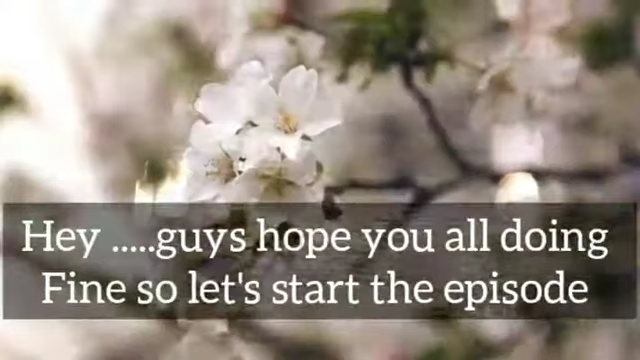 Hey .....guys hope you all doing
Fine so let's start the episode